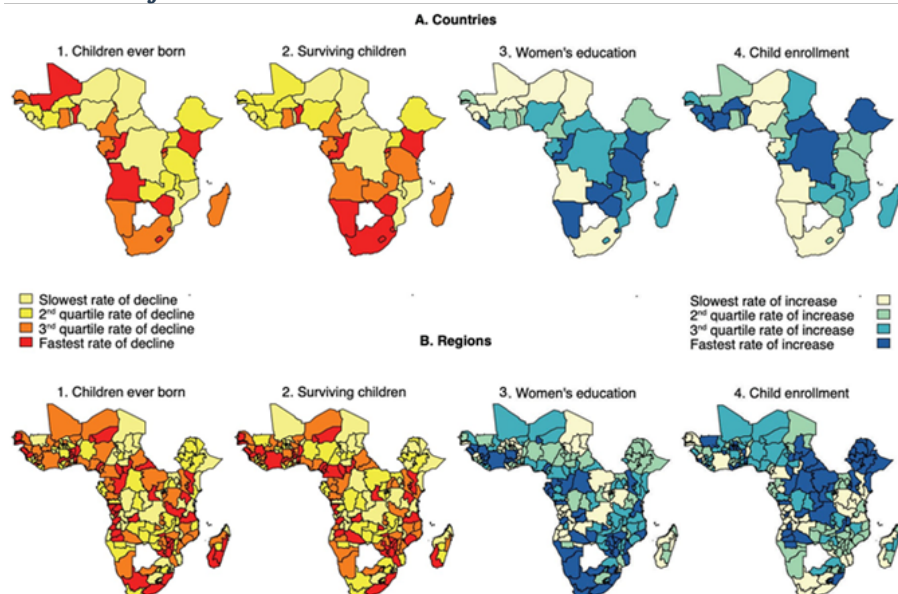 A. Countries
1. Children ever born
2. Surviving children
3. Women's education
4. Child enrollment
Slowest rate of decline
2nd quartile rate of decline
3rd quartile rate of decline
Fastest rate of decline
Slowest rate of increase
2nd quartile rate of increase
3rd quartile rate of increase
Fastest rate of increase
B. Regions
1. Children ever born
2. Surviving children
3. Women's education
4. Child enrollment